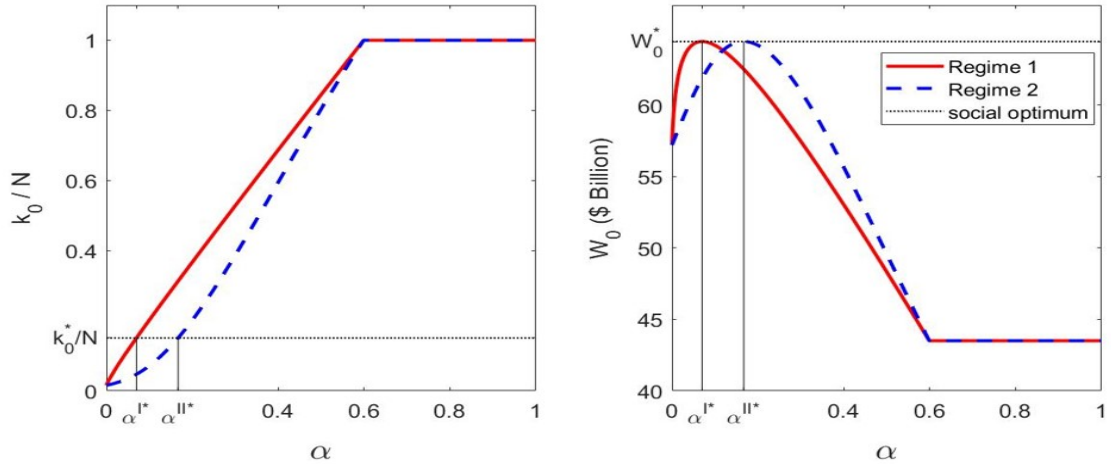 1
0.8
0.6
0.4
0.2
k₀*/N
0
k₀ / N
0 α^I* α^II* 0.4 0.6 0.8 1
α
W₀*
60
55
50
45
40
W₀ ($ Billion)
Regime 1
Regime 2
social optimum
0 α^I* α^II* 0.4 0.6 0.8 1
α